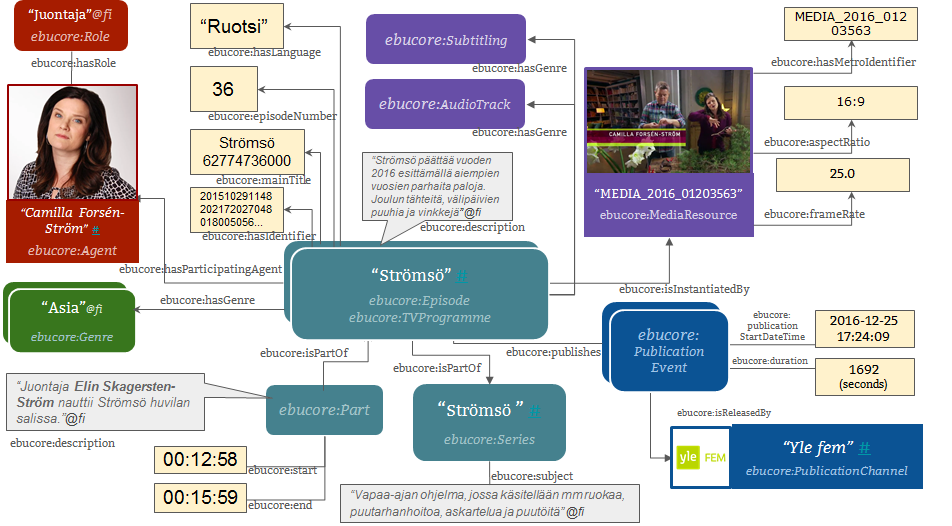 “Juontaja”@fi
ebucore:Role
ebucore:hasRole
“Camilla Forsén-
Ström” #
ebucore:Agent
ebucore:hasParticipatingAgent
“Ruotsi”
ebucore:hasLanguage
36
ebucore:episodeNumber
Strömsö
62774736000
ebucore:mainTitle
201510291148
202172027048
018005056...
ebucore:hasIdentifier
ebucore:Subtitling
ebucore:hasGenre
ebucore:AudioTrack
ebucore:hasGenre
“Strömsö päättää vuoden
2016 esittämällä aiempien
vuosien parhaita paloja.
Joulun tähteitä, välipäivien
puuhia ja vinkkejä”@fi
ebucore:description
CAMILLA FORSÉN-STRÖM
“MEDIA_2016_01203563”
ebucore:MediaResource
MEDIA_2016_012
03563
ebucore:hasMetroIdentifier
16:9
ebucore:aspectRatio
25.0
ebucore:frameRate
“Strömsö” #
ebucore:Episode
ebucore:TVProgramme
ebucore:isInstantiatedBy
ebucore:hasGenre
“Asia”@fi
ebucore:Genre
ebucore:isPartOf
ebucore:isPartOf
ebucore:publishes
ebucore:
Publication
Event
ebucore:
publication
StartDateTime
2016-12-25
17:24:09
ebucore:duration
1692
(seconds)
ebucore:isReleasedBy
yle FEM
“Yle fem” #
ebucore:PublicationChannel
“Juontaja Elin Skagersten-
Ström nauttii Strömsö huvilan
salissa.”@fi
ebucore:description
ebucore:Part
00:12:58
ebucore:start
00:15:59
ebucore:end
“Strömsö ” #
ebucore:Series
ebucore:subject
“Vapaa-ajan ohjelma, jossa käsitellään mm ruokaa,
puutarhanhoitoa, askartelua ja puutöitä” @fi